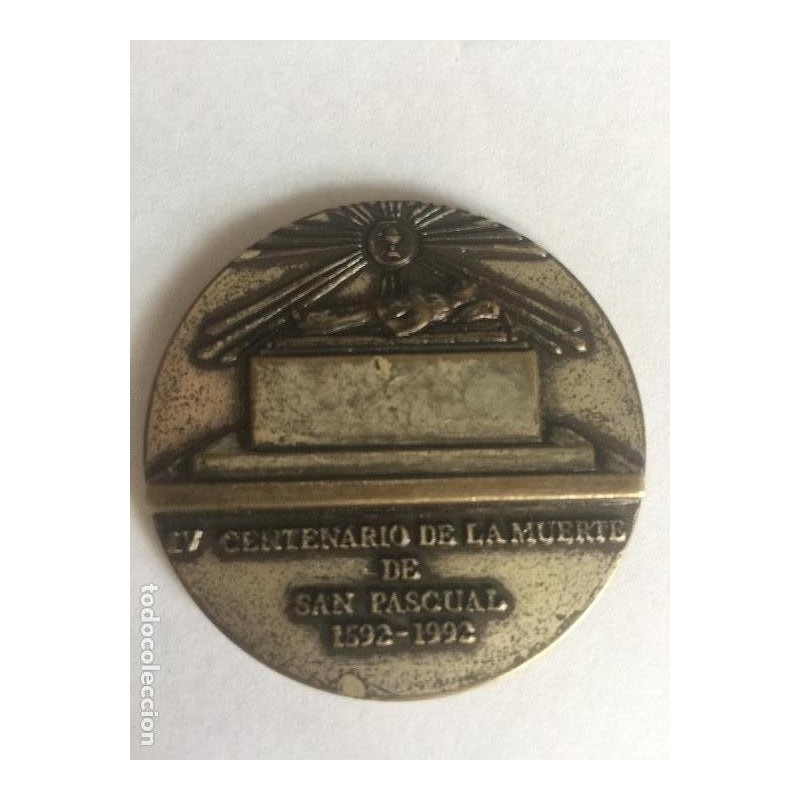 IV CENTENARIO DE LA MUERTE
DE
SAN PASCUAL
1592-1992
todocoleccion